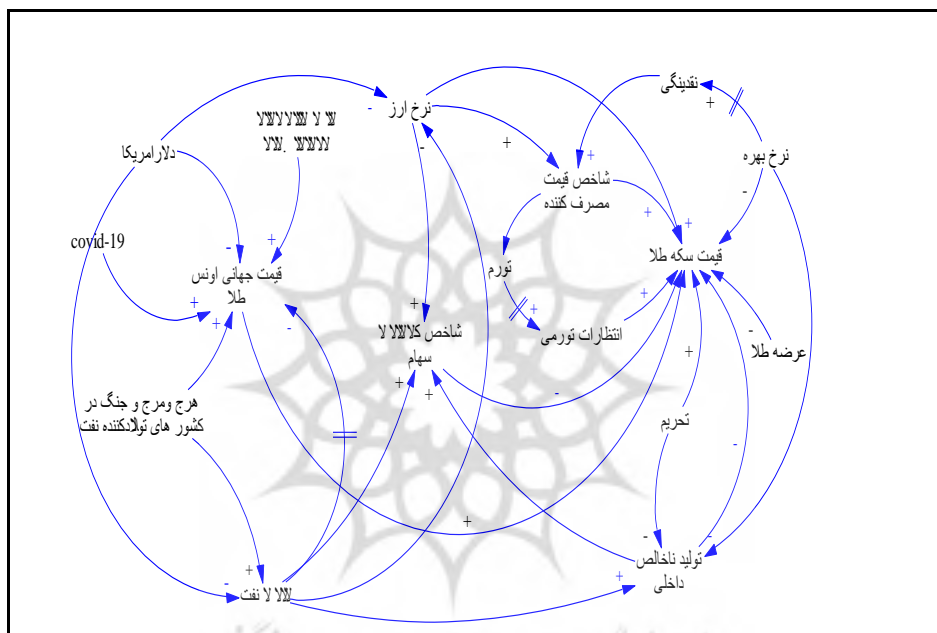 نقدینگی
نرخ ارز
دلارامریکا
نرخ بهره
شاخص قیمت
مصرف کننده
covid-19
قیمت سکه طلا
قیمت جهانی اونس
طلا
تورم
انتظارات تورمی
شاخص
سهام
عرضه طلا
هرج ومرج و جنگ در
کشور های تولادکننده نفت
تحریم
تولید ناخالص
داخلی
نفت